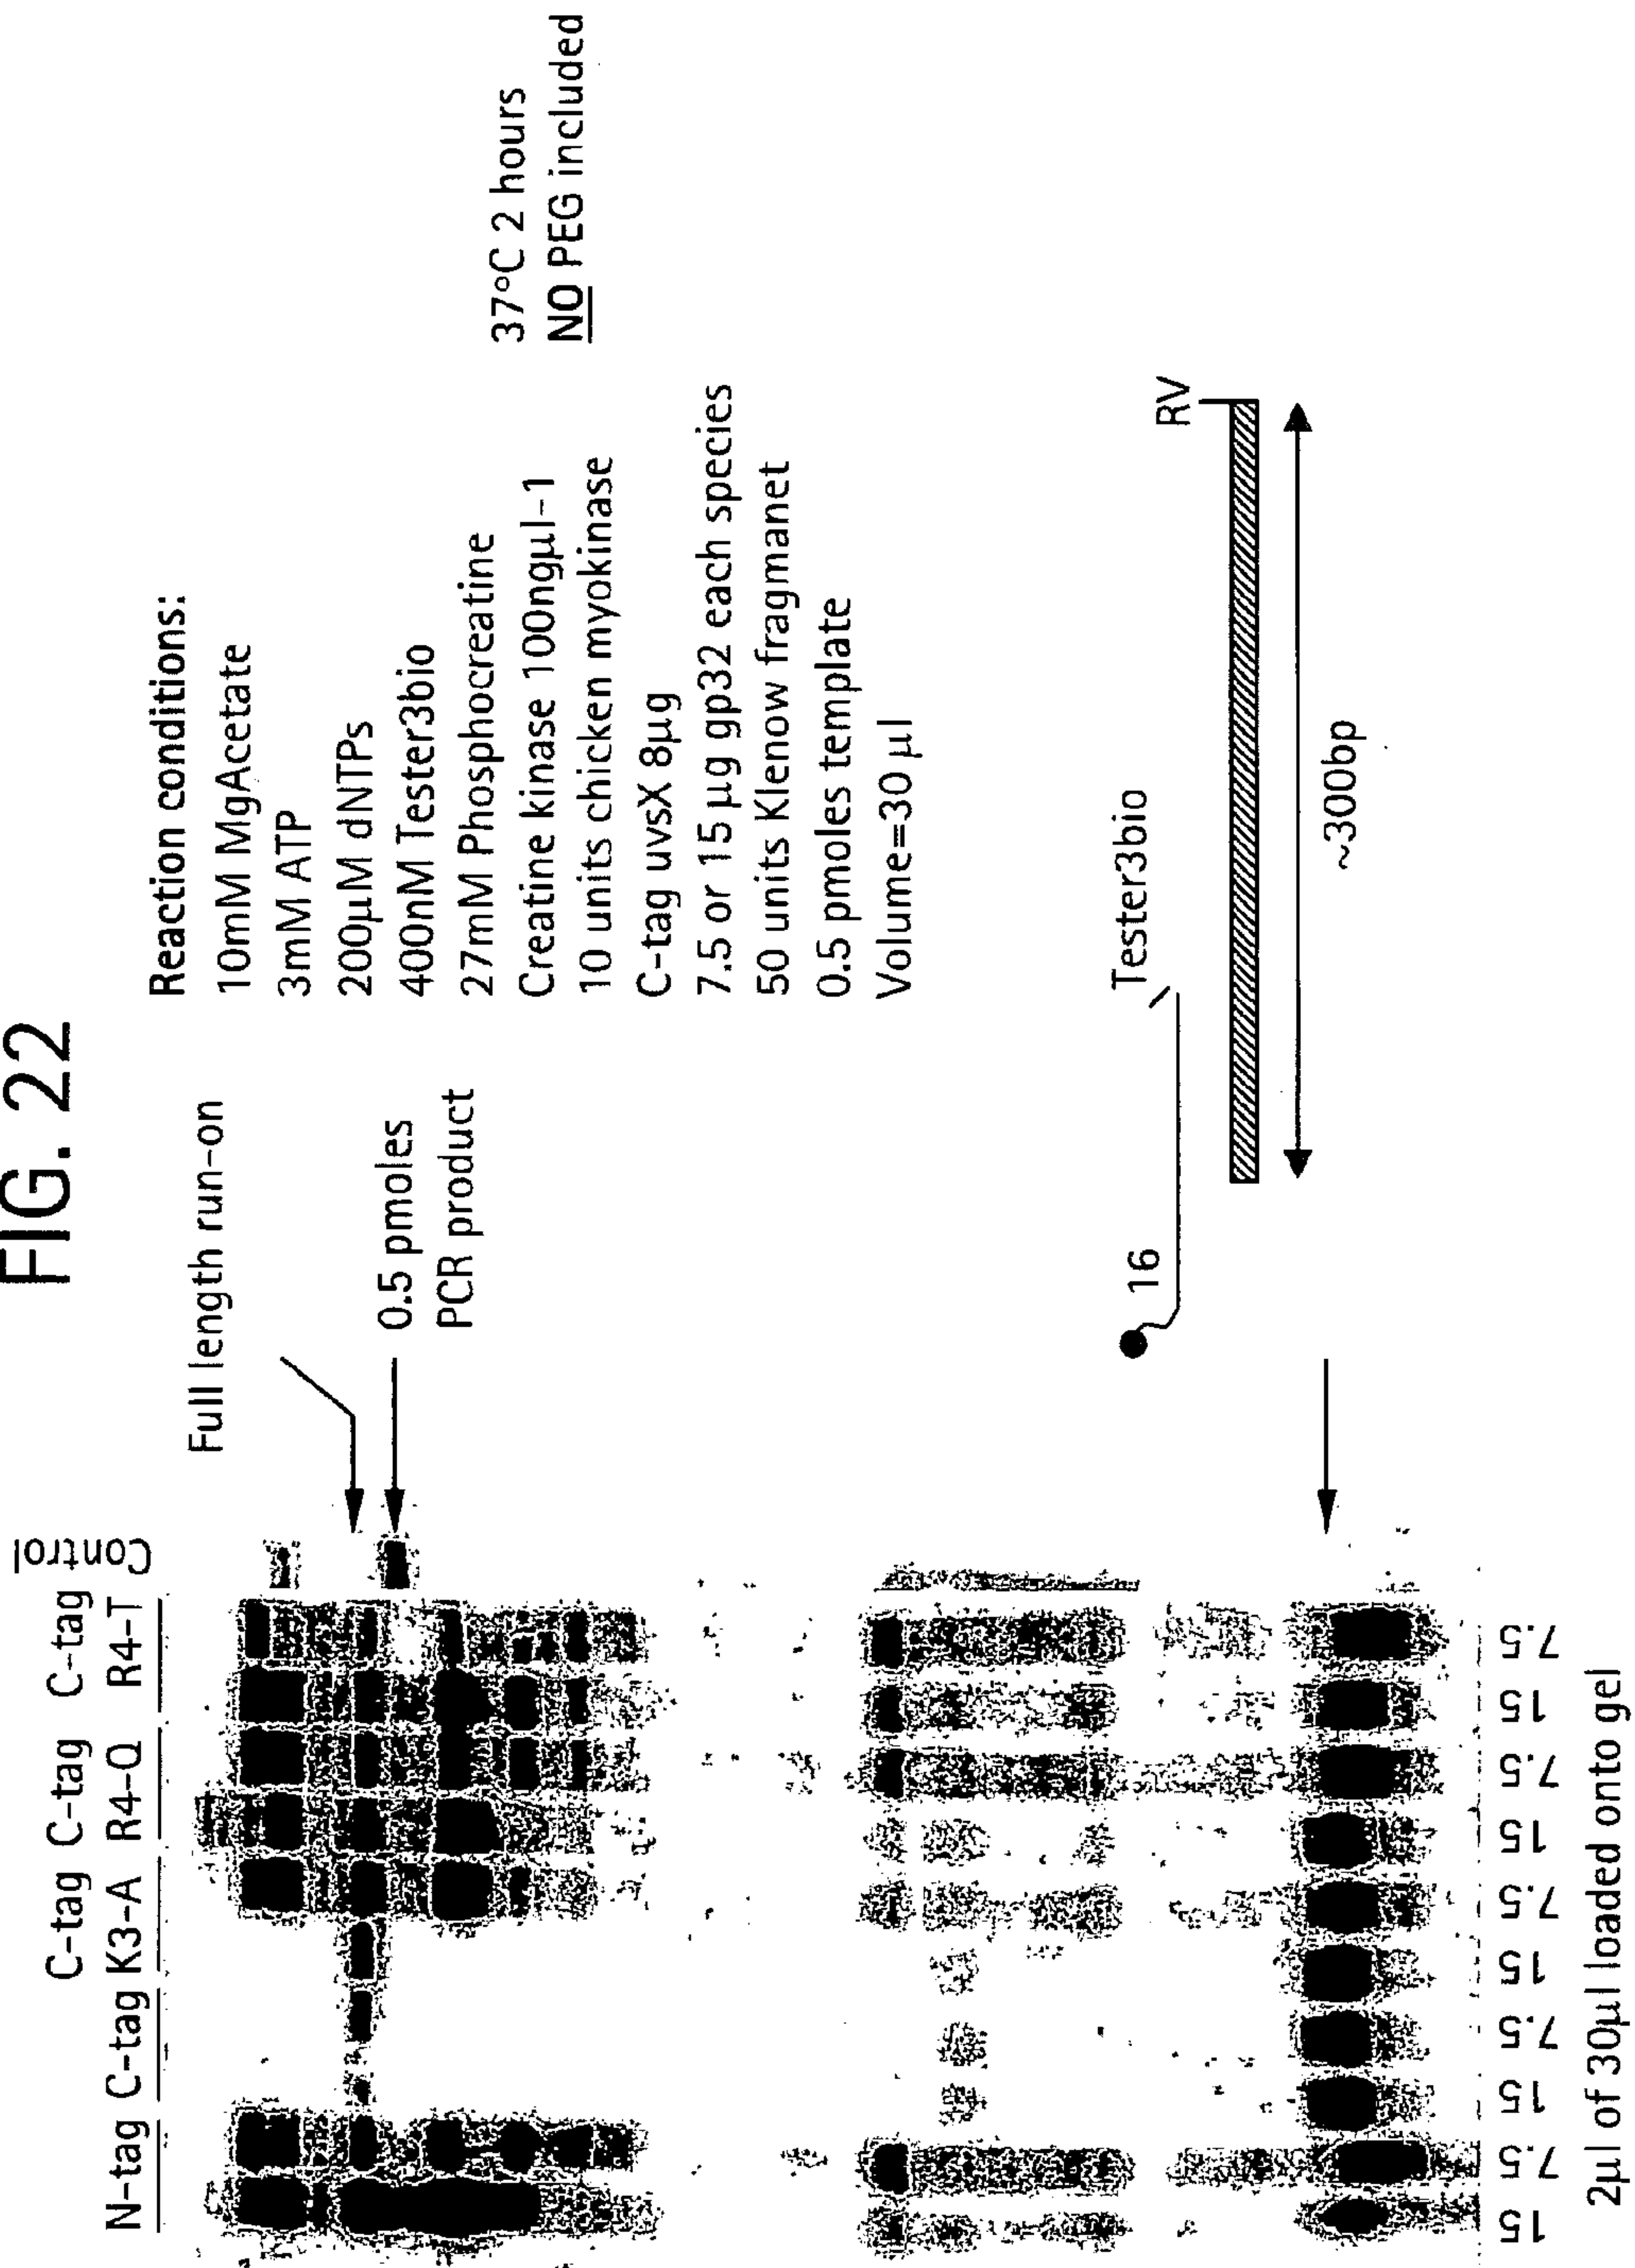 FIG. 22
Full length run-on
0.5 pmoles
PCR product
Reaction conditions:
10mM MgAcetate
3mM ATP
200µM dNTPs
400nM Tester3bio
27mM Phosphocreatine
Creatine kinase 100ngµl-1
10 units chicken myokinase
C-tag uvsX 8µg
7.5 or 15 µg gp32 each species
50 units Klenow fragmanet
0.5 pmoles template
Volume=30 µl
37°C 2 hours
NO PEG included
C-tag C-tag C-tag
N-tag C-tag K3-A R4-Q R4-T
Control
16
Tester3bio
RV
~300bp
15 7.5 15 7.5 15 7.5 15 7.5 15 7.5
2µl of 30µl loaded onto gel